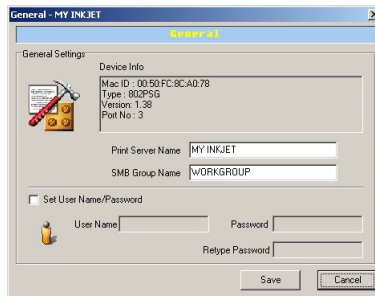 General - MY INKJET
General
General Settings
Device Info
Mac ID : 00:50:FC:8C:A0:78
Type : 802PSG
Version: 1.38
Port No : 3
Print Server Name MY INKJET
SMB Group Name WORKGROUP
Set User Name/Password
User Name Password
Retype Password
Save Cancel